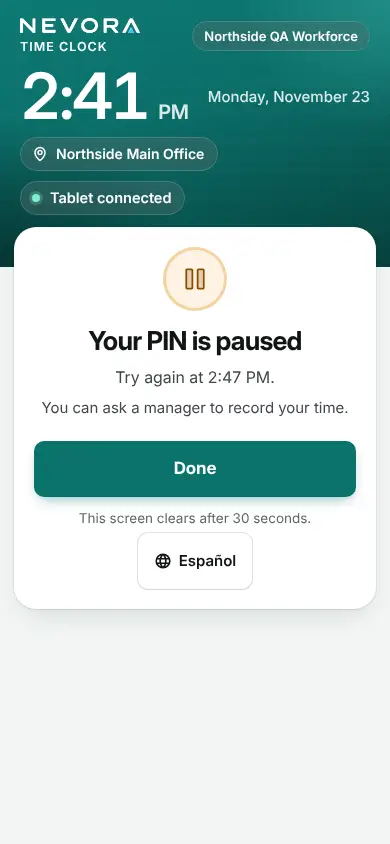 NEVORA
TIME CLOCK
Northside QA Workforce
2:41 PM
Monday, November 23
Northside Main Office
Tablet connected
Your PIN is paused
Try again at 2:47 PM.
You can ask a manager to record your time.
Done
This screen clears after 30 seconds.
Español